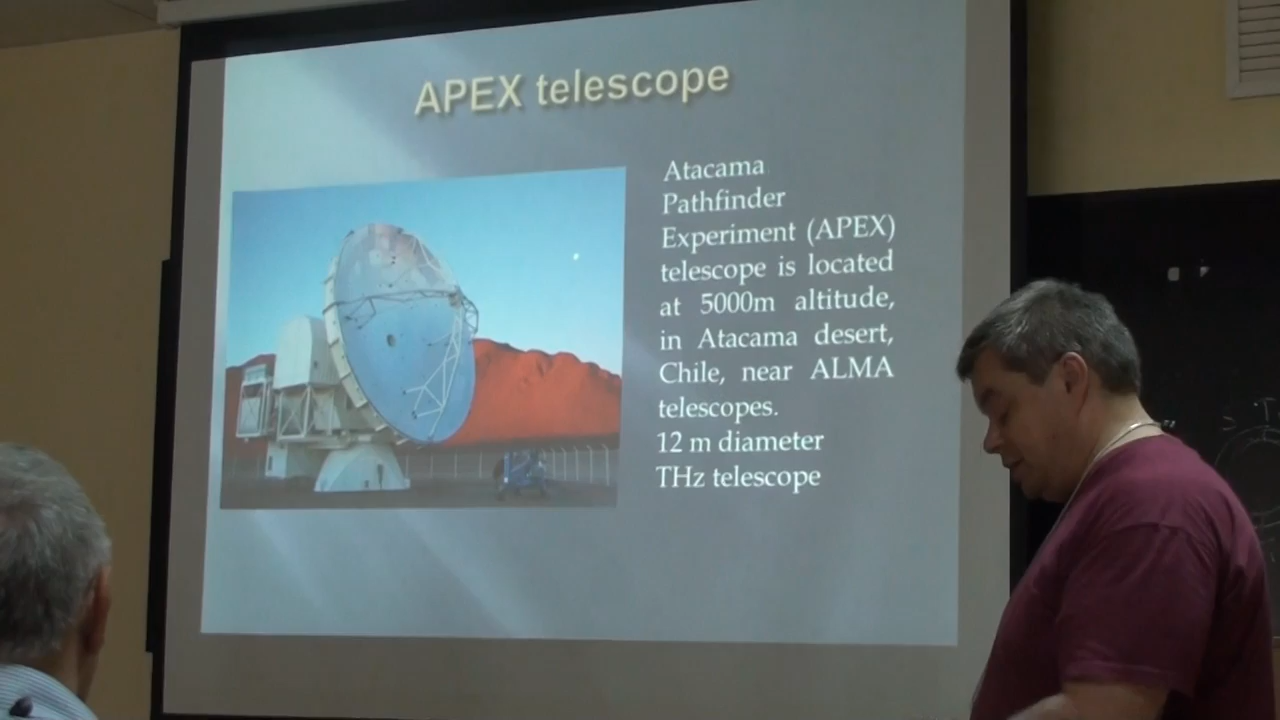 APEX telescope
Atacama
Pathfinder
Experiment (APEX)
telescope is located
at 5000m altitude,
in Atacama desert,
Chile, near ALMA
telescopes.
12 m diameter
THz telescope